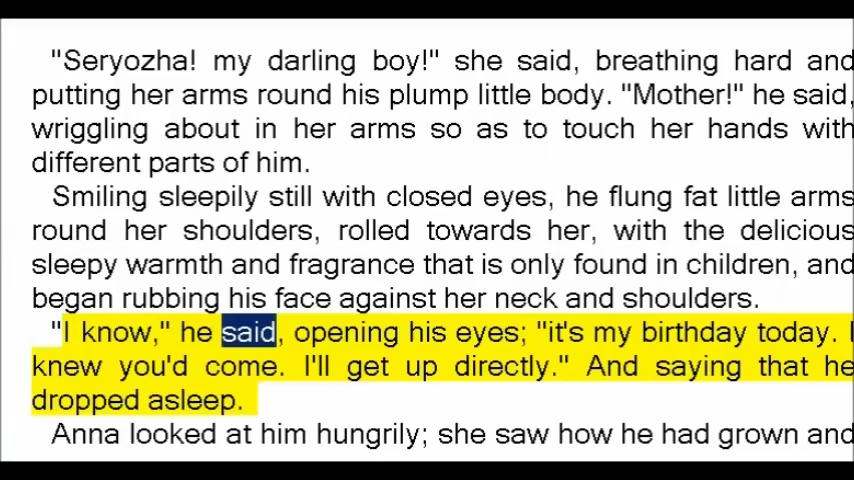 "Seryozha! my darling boy!" she said, breathing hard and
putting her arms round his plump little body. "Mother!" he said,
wriggling about in her arms so as to touch her hands with
different parts of him.
Smiling sleepily still with closed eyes, he flung fat little arms
round her shoulders, rolled towards her, with the delicious
sleepy warmth and fragrance that is only found in children, and
began rubbing his face against her neck and shoulders.
"I know," he said, opening his eyes; "it's my birthday today. I
knew you'd come. I'll get up directly." And saying that he
dropped asleep.
Anna looked at him hungrily; she saw how he had grown and